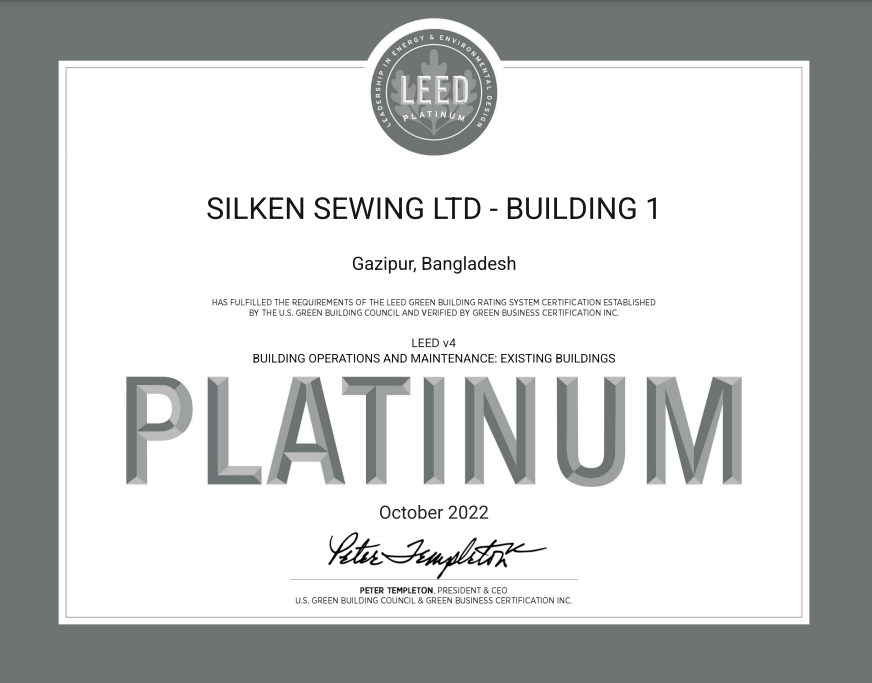 LEADERSHIP IN ENERGY & ENVIRONMENTAL DESIGN
LEED
PLATINUM
SILKEN SEWING LTD - BUILDING 1
Gazipur, Bangladesh
HAS FULFILLED THE REQUIREMENTS OF THE LEED GREEN BUILDING RATING SYSTEM CERTIFICATION ESTABLISHED
BY THE U.S. GREEN BUILDING COUNCIL AND VERIFIED BY GREEN BUSINESS CERTIFICATION INC.
LEED v4
BUILDING OPERATIONS AND MAINTENANCE: EXISTING BUILDINGS
PLATINUM
October 2022
Peter Templeton
PETER TEMPLETON, PRESIDENT & CEO
U.S. GREEN BUILDING COUNCIL & GREEN BUSINESS CERTIFICATION INC.